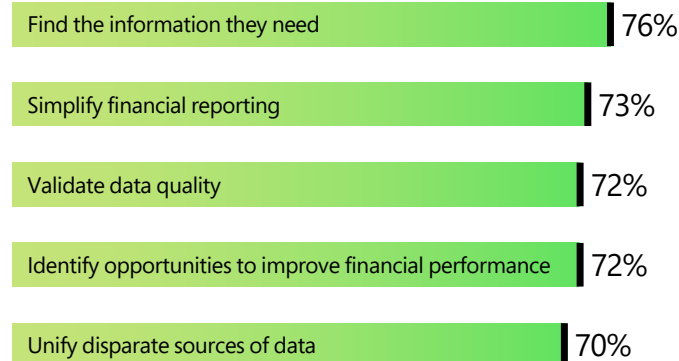 Find the information they need 76%
Simplify financial reporting 73%
Validate data quality 72%
Identify opportunities to improve financial performance 72%
Unify disparate sources of data 70%